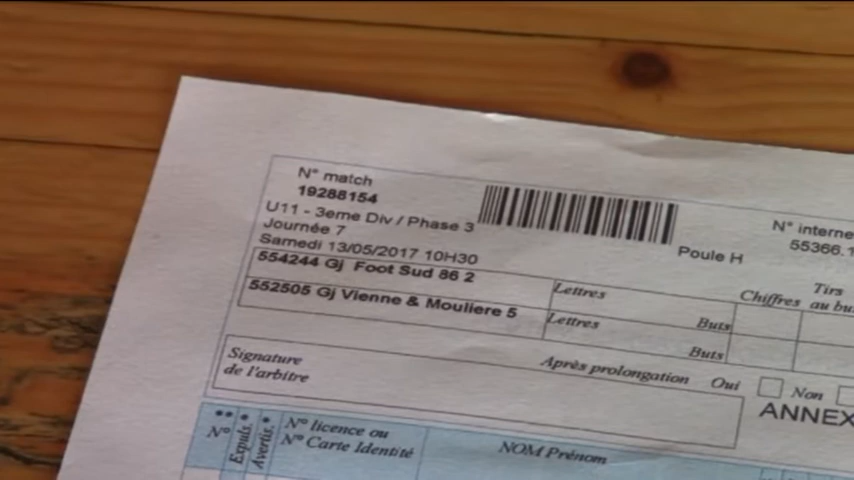 N° match
19288154
U11 - 3eme Div / Phase 3
Journée 7
Samedi 13/05/2017 10H30
Poule H
N° interne
55366.1
554244 Gj Foot Sud 86 2
552505 Gj Vienne & Mouliere 5
Lettres
Chiffres
Tirs
au bu
Lettres
Buts
Buts
Signature
de l'arbitre
Après prolongation Oui Non
ANNEX
** N°
Expuls. *
Avertis. *
N° licence ou
N° Carte Identité
NOM Prénom